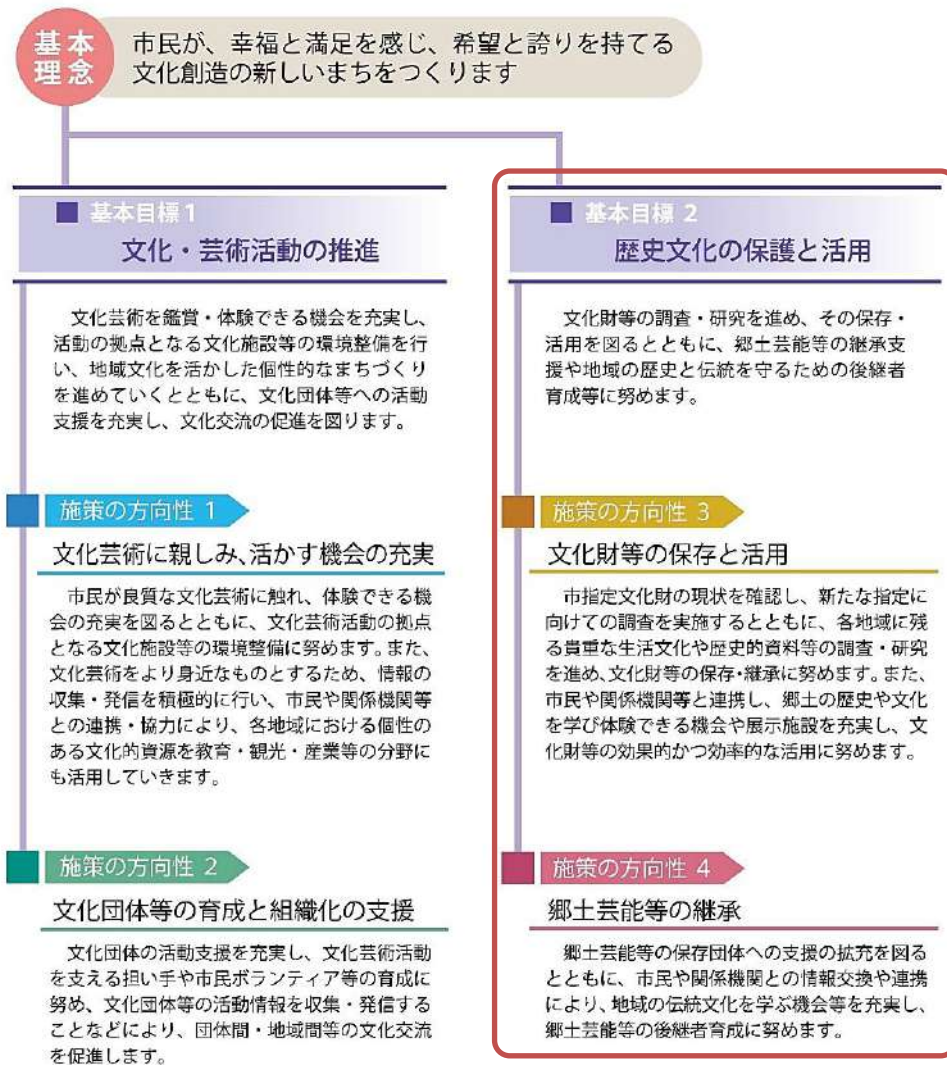 基本
理念
市民が、幸福と満足を感じ、希望と誇りを持てる
文化創造の新しいまちをつくります
基本目標1
文化・芸術活動の推進
文化芸術を鑑賞・体験できる機会を充実し、
活動の拠点となる文化施設等の環境整備を行
い、地域文化を活かした個性的なまちづくり
を進めていくとともに、文化団体等への活動
支援を充実し、文化交流の促進を図ります。
施策の方向性 1
文化芸術に親しみ、活かす機会の充実
市民が良質な文化芸術に触れ、体験できる機
会の充実を図るとともに、文化芸術活動の拠点
となる文化施設等の環境整備に努めます。また、
文化芸術をより身近なものとするため、情報の
収集・発信を積極的に行い、市民や関係機関等
との連携・協力により、各地域における個性の
ある文化的資源を教育・観光・産業等の分野に
も活用していきます。
施策の方向性 2
文化団体等の育成と組織化の支援
文化団体の活動支援を充実し、文化芸術活動
を支える担い手や市民ボランティア等の育成に
努め、文化団体等の活動情報を収集・発信する
ことなどにより、団体間・地域間等の文化交流
を促進します。
基本目標 2
歴史文化の保護と活用
文化財等の調査・研究を進め、その保存・
活用を図るとともに、郷土芸能等の継承支
援や地域の歴史と伝統を守るための後継者
育成等に努めます。
施策の方向性 3
文化財等の保存と活用
市指定文化財の現状を確認し、新たな指定に
向けての調査を実施するとともに、各地域に残
る貴重な生活文化や歴史的資料等の調査・研究
を進め、文化財等の保存・継承に努めます。また、
市民や関係機関等と連携し、郷土の歴史や文化
を学び体験できる機会や展示施設を充実し、文
化財等の効果的かつ効率的な活用に努めます。
施策の方向性 4
郷土芸能等の継承
郷土芸能等の保存団体への支援の拡充を図る
とともに、市民や関係機関との情報交換や連携
により、地域の伝統文化を学ぶ機会等を充実し、
郷土芸能等の後継者育成に努めます。